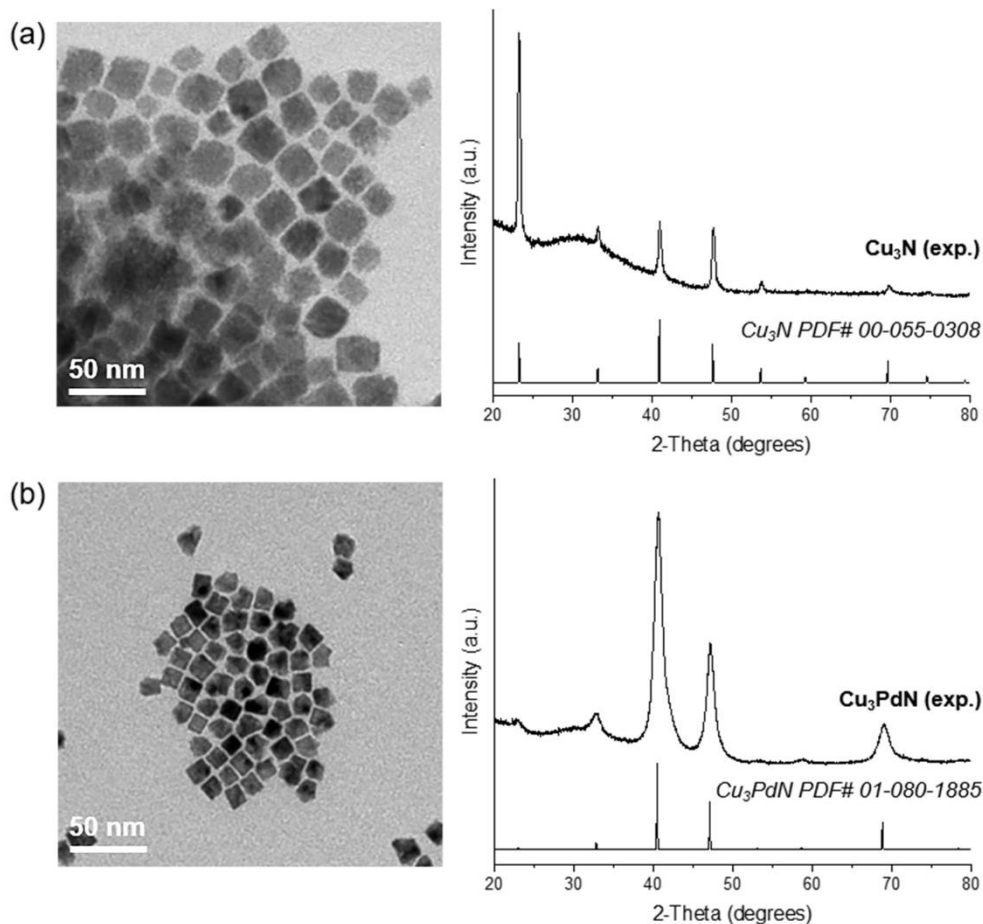 (a)
50 nm
Intensity (a.u.)
Cu₃N (exp.)
Cu₃N PDF# 00-055-0308
20 30 40 50 60 70 80
2-Theta (degrees)
(b)
50 nm
Intensity (a.u.)
Cu₃PdN (exp.)
Cu₃PdN PDF# 01-080-1885
20 30 40 50 60 70 80
2-Theta (degrees)